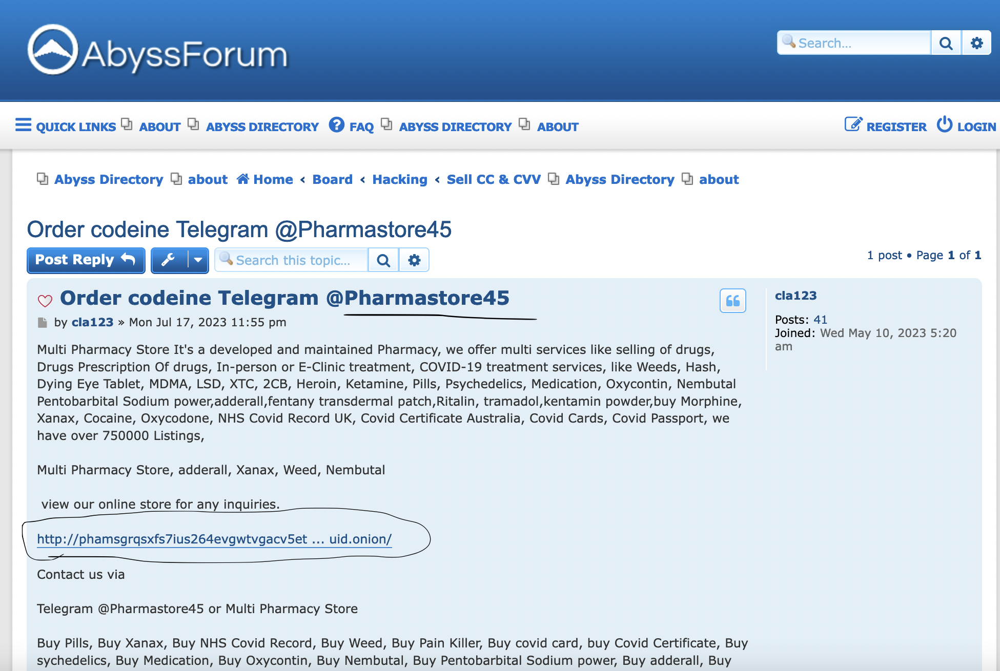 AbyssForum
Search...
QUICK LINKS ABOUT ABYSS DIRECTORY FAQ ABYSS DIRECTORY ABOUT REGISTER LOGIN
Abyss Directory about Home ‹ Board ‹ Hacking ‹ Sell CC & CVV Abyss Directory about
Order codeine Telegram @Pharmastore45
Post Reply Search this topic... 1 post • Page 1 of 1
Order codeine Telegram @Pharmastore45
by cla123 » Mon Jul 17, 2023 11:55 pm
Multi Pharmacy Store It's a developed and maintained Pharmacy, we offer multi services like selling of drugs,
Drugs Prescription Of drugs, In-person or E-Clinic treatment, COVID-19 treatment services, like Weeds, Hash,
Dying Eye Tablet, MDMA, LSD, XTC, 2CB, Heroin, Ketamine, Pills, Psychedelics, Medication, Oxycontin, Nembutal
Pentobarbital Sodium power,adderall,fentany transdermal patch,Ritalin, tramadol,kentamin powder,buy Morphine,
Xanax, Cocaine, Oxycodone, NHS Covid Record UK, Covid Certificate Australia, Covid Cards, Covid Passport, we
have over 750000 Listings,
Multi Pharmacy Store, adderall, Xanax, Weed, Nembutal
view our online store for any inquiries.
http://phamsgrqsxfs7ius264evgwtvgacv5et ... uid.onion/
Contact us via
Telegram @Pharmastore45 or Multi Pharmacy Store
Buy Pills, Buy Xanax, Buy NHS Covid Record, Buy Weed, Buy Pain Killer, Buy covid card, buy Covid Certificate, Buy
sychedelics, Buy Medication, Buy Oxycontin, Buy Nembutal, Buy Pentobarbital Sodium power, Buy adderall, Buy
cla123
Posts: 41
Joined: Wed May 10, 2023 5:20
am